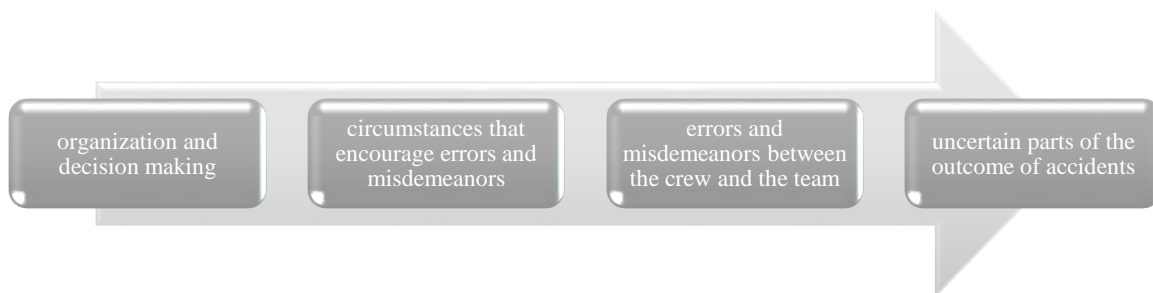 organization and
decision making
circumstances that
encourage errors and
misdemeanors
errors and
misdemeanors between
the crew and the team
uncertain parts of the
outcome of accidents